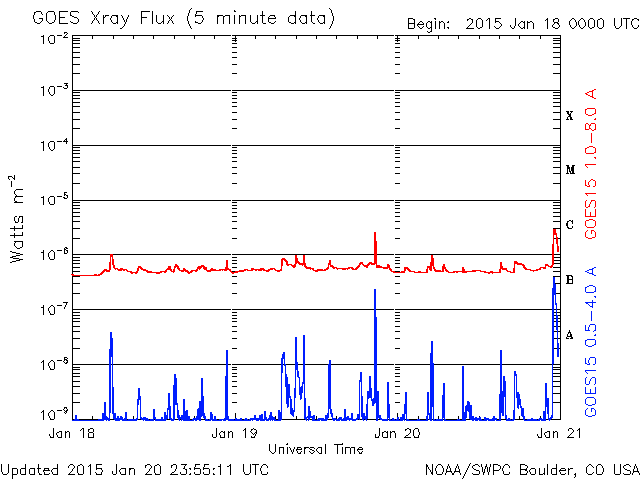 GOES Xray Flux (5 minute data)
Begin: 2015 Jan 18 0000 UTC
10⁻²
10⁻³
10⁻⁴
10⁻⁵
10⁻⁶
10⁻⁷
10⁻⁸
10⁻⁹
Watts m⁻²
X
M
C
B
A
GOES15 1.0–8.0 A
GOES15 0.5–4.0 A
Jan 18
Jan 19
Jan 20
Jan 21
Universal Time
Updated 2015 Jan 20 23:55:11 UTC
NOAA/SWPC Boulder, CO USA